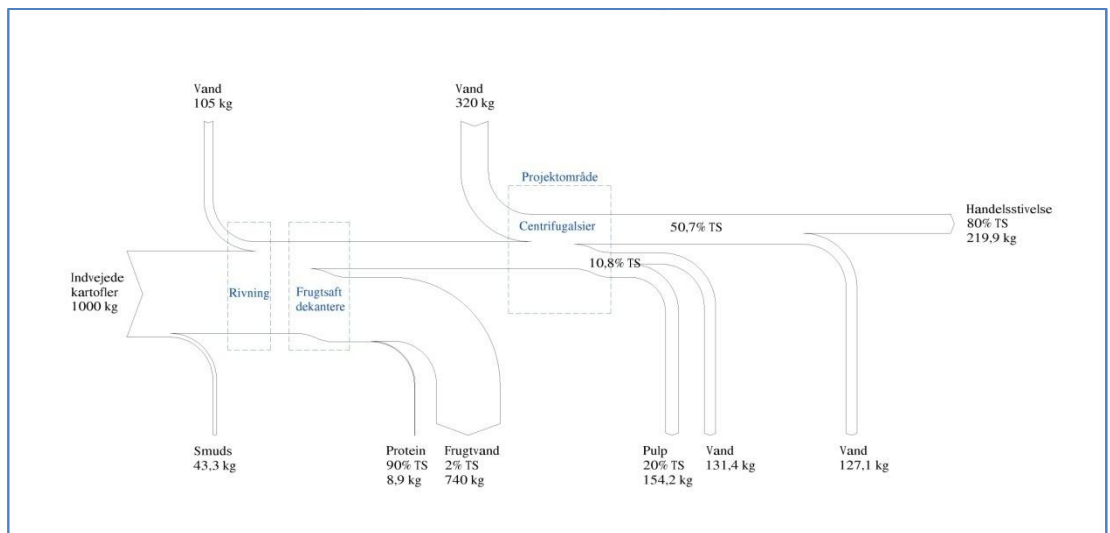 Vand
105 kg
Vand
320 kg
Projektområde
Centrifugalsier
50,7% TS
Handelsstivelse
80% TS
219,9 kg
10,8% TS
Indvejede
kartofler
1000 kg
Rivning
Frugtsaft
dekantere
Smuds
43,3 kg
Protein
90% TS
8,9 kg
Frugtvand
2% TS
740 kg
Pulp
20% TS
154,2 kg
Vand
131,4 kg
Vand
127,1 kg